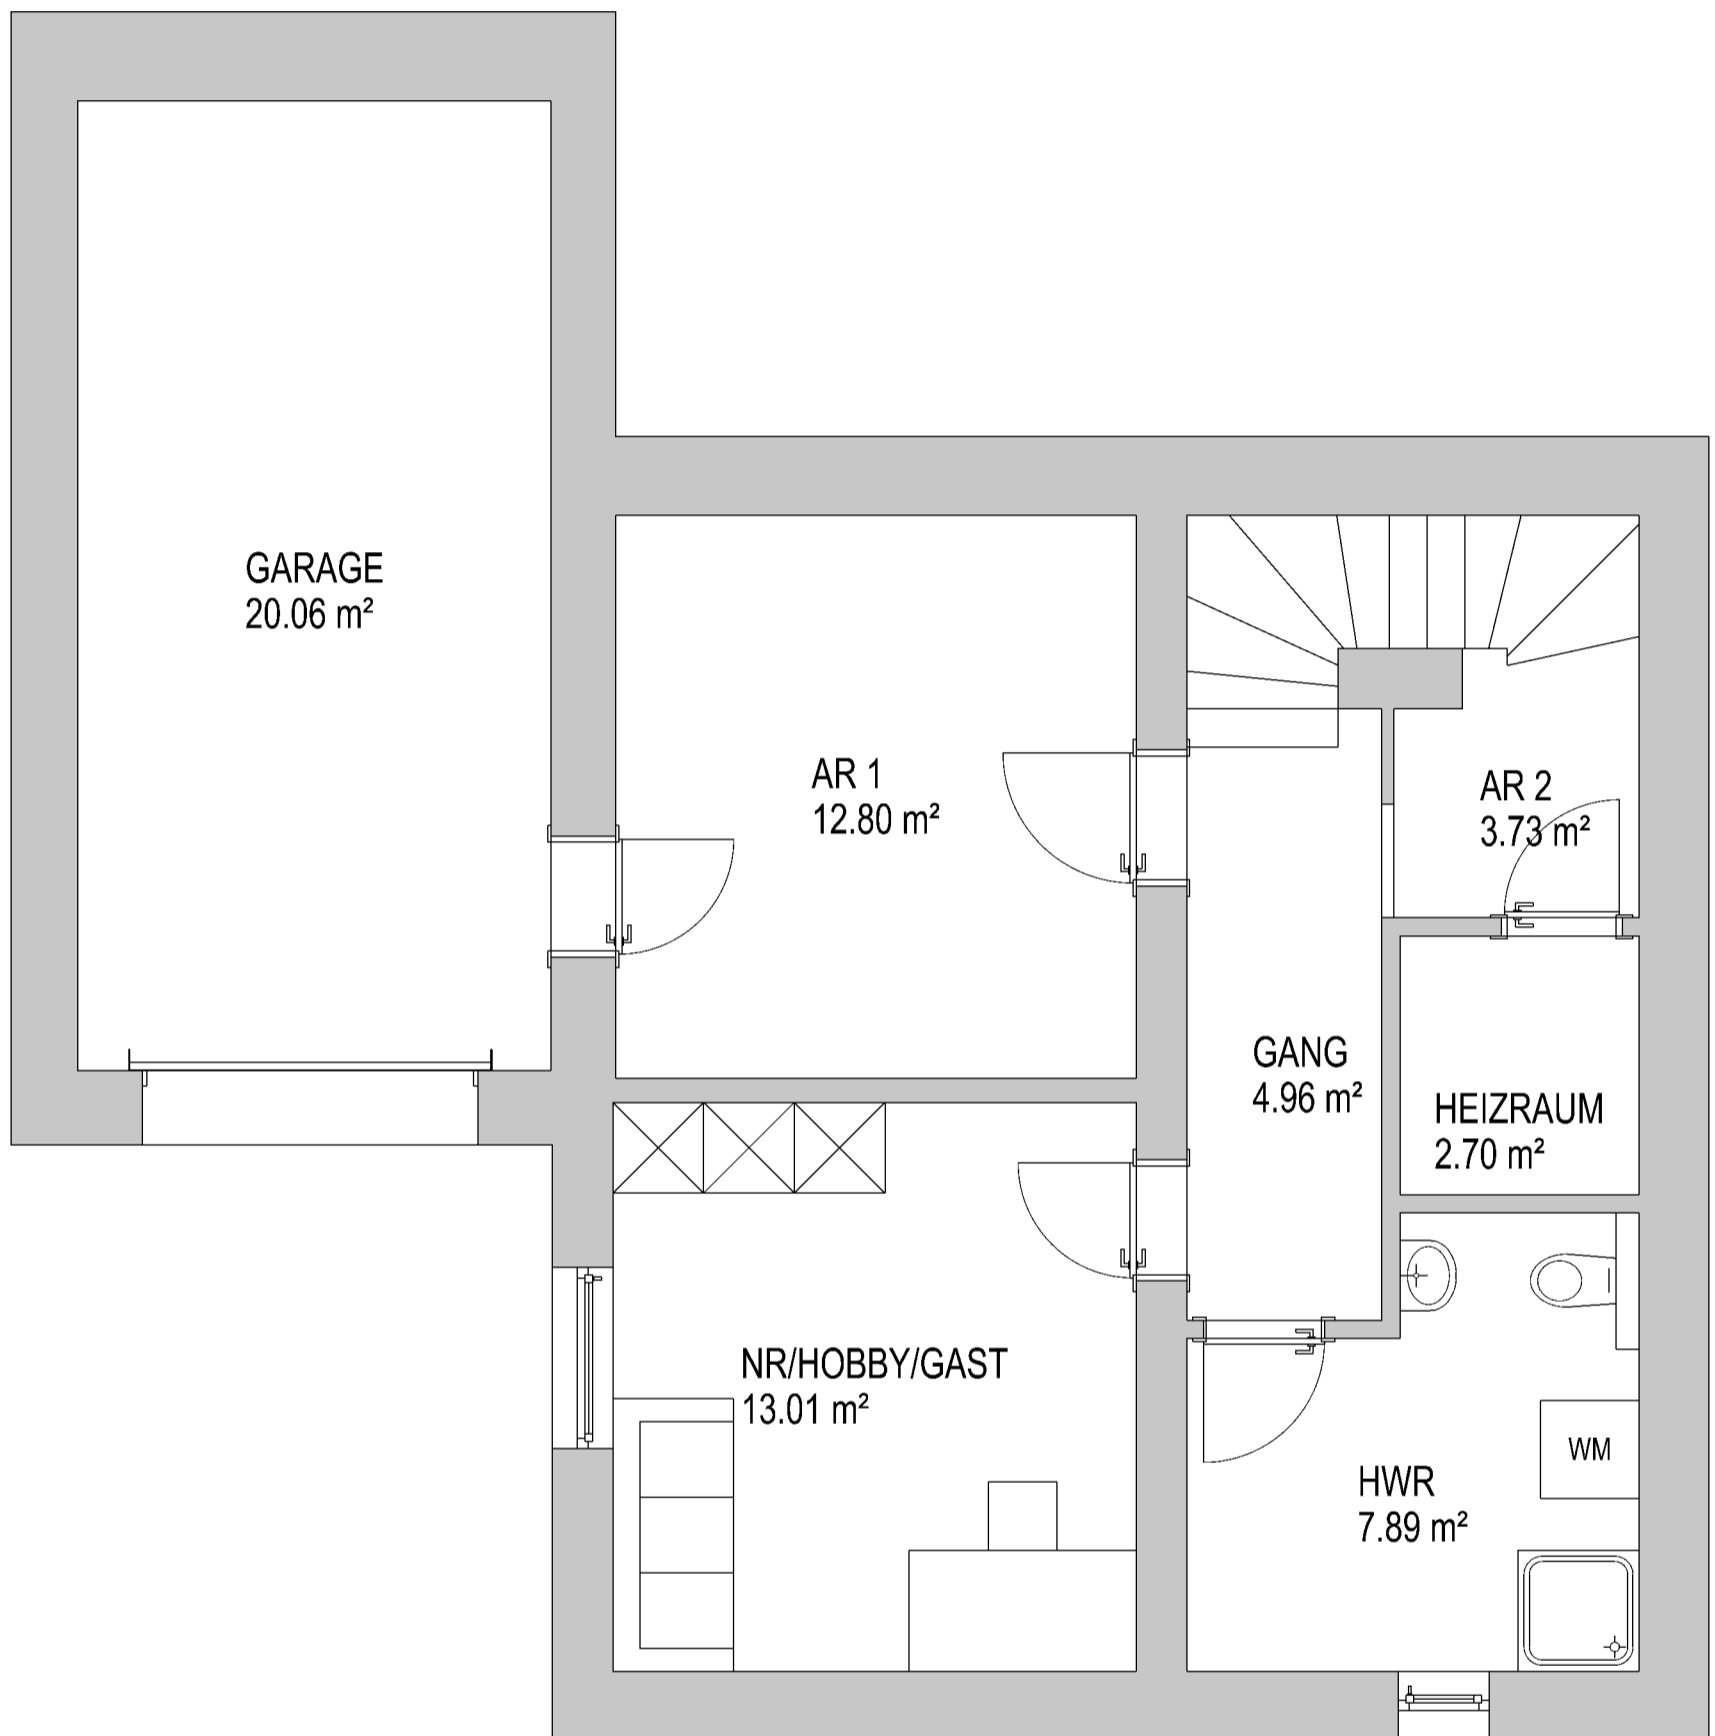 GARAGE
20.06 m²
AR 1
12.80 m²
AR 2
3.73 m²
GANG
4.96 m²
HEIZRAUM
2.70 m²
NR/HOBBY/GAST
13.01 m²
WM
HWR
7.89 m²